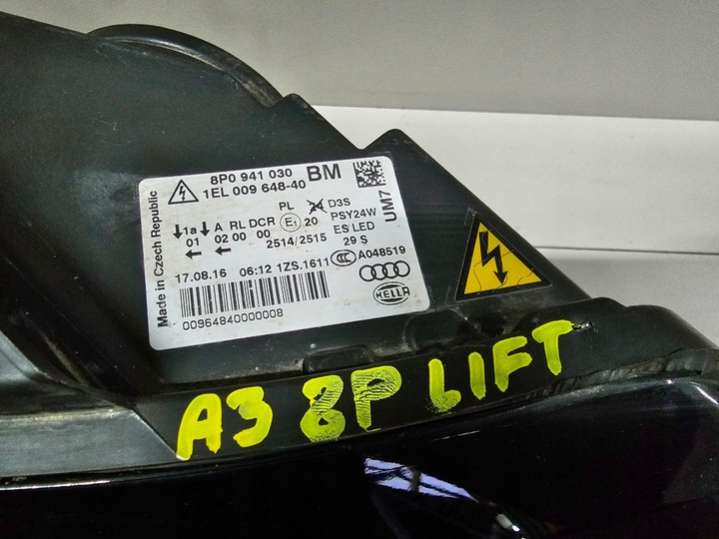 8P0 941 030 BM
1EL 009 648-40
Made in Czech Republic
UM7
PL D3S
1a A RL DCR E1 20 PSY24W
01 02 00 00 ES LED
2514/2515 29 S
17.08.16 06:12 1ZS.1611 CCC A048519
00964840000008
HELLA
A3 8P LIFT